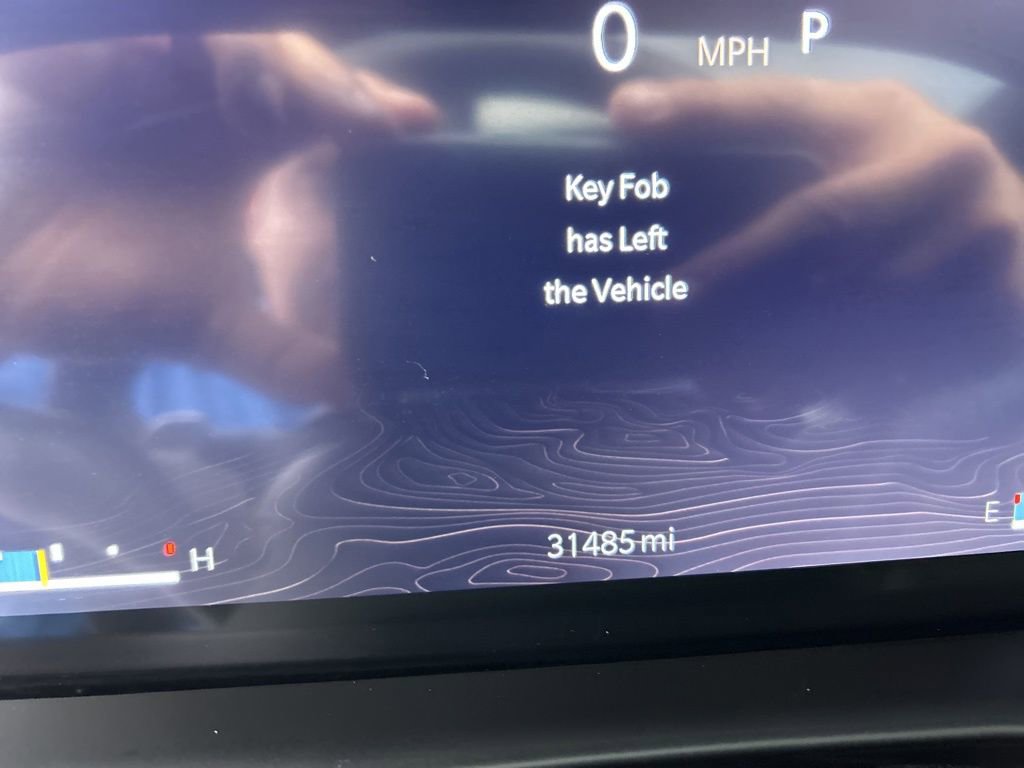 0 MPH P
Key Fob
has Left
the Vehicle
H
31485 mi
E